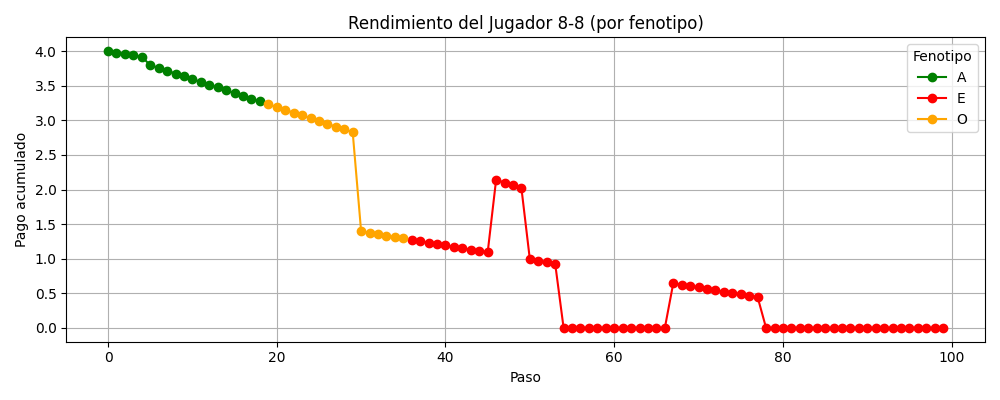 Rendimiento del Jugador 8-8 (por fenotipo)
Pago acumulado
4.0
3.5
3.0
2.5
2.0
1.5
1.0
0.5
0.0
Fenotipo
A
E
O
0
20
40
60
80
100
Paso